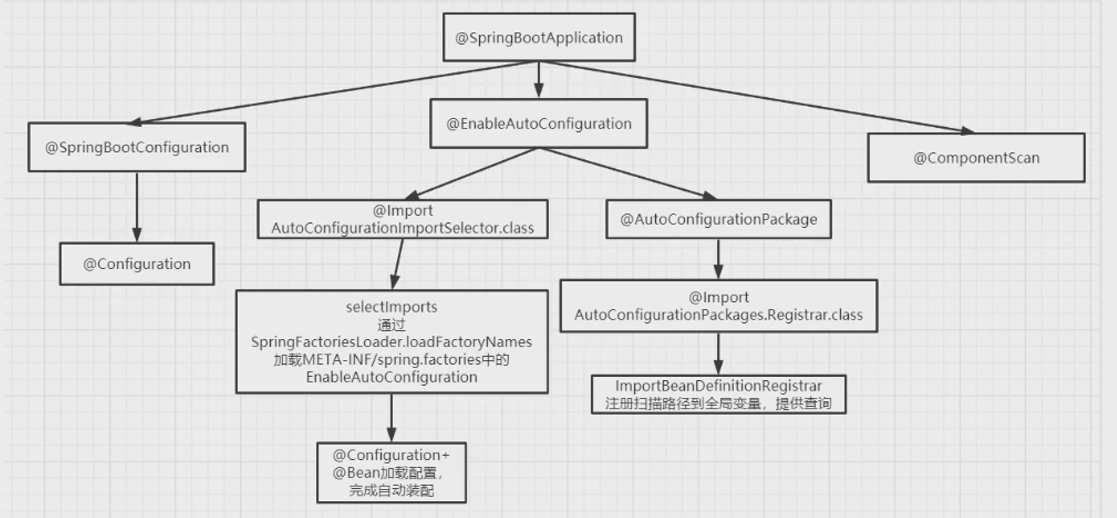 @SpringBootApplication
@SpringBootConfiguration
@EnableAutoConfiguration
@ComponentScan
@Configuration
@Import
AutoConfigurationImportSelector.class
@AutoConfigurationPackage
selectImports
通过
SpringFactoriesLoader.loadFactoryNames
加载META-INF/spring.factories中的
EnableAutoConfiguration
@Import
AutoConfigurationPackages.Registrar.class
ImportBeanDefinitionRegistrar
注册扫描路径到全局变量，提供查询
@Configuration+
@Bean加载配置，
完成自动装配